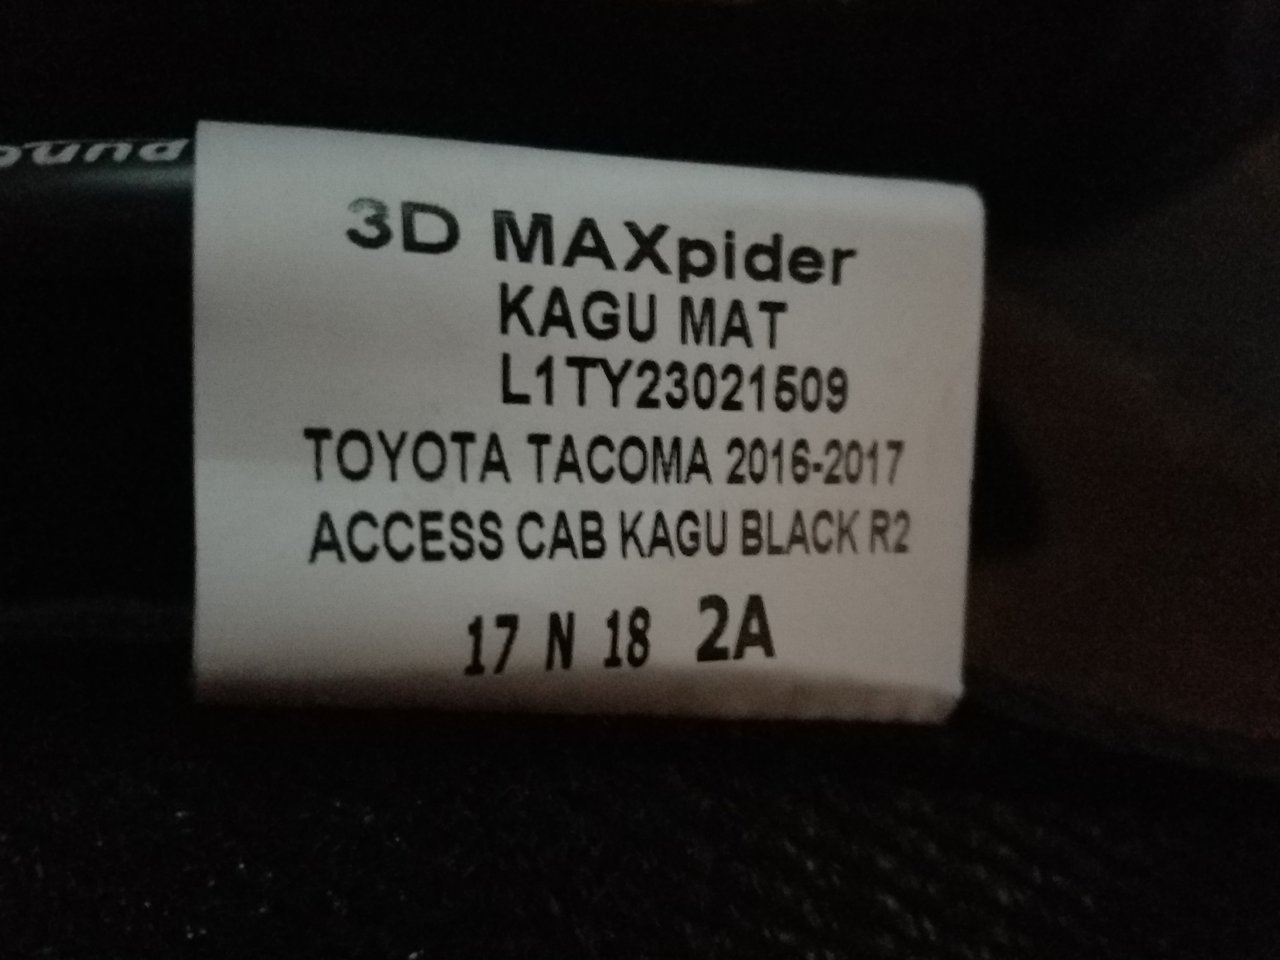 3D MAXpider
KAGU MAT
L1TY23021509
TOYOTA TACOMA 2016-2017
ACCESS CAB KAGU BLACK R2
17 N 18 2A